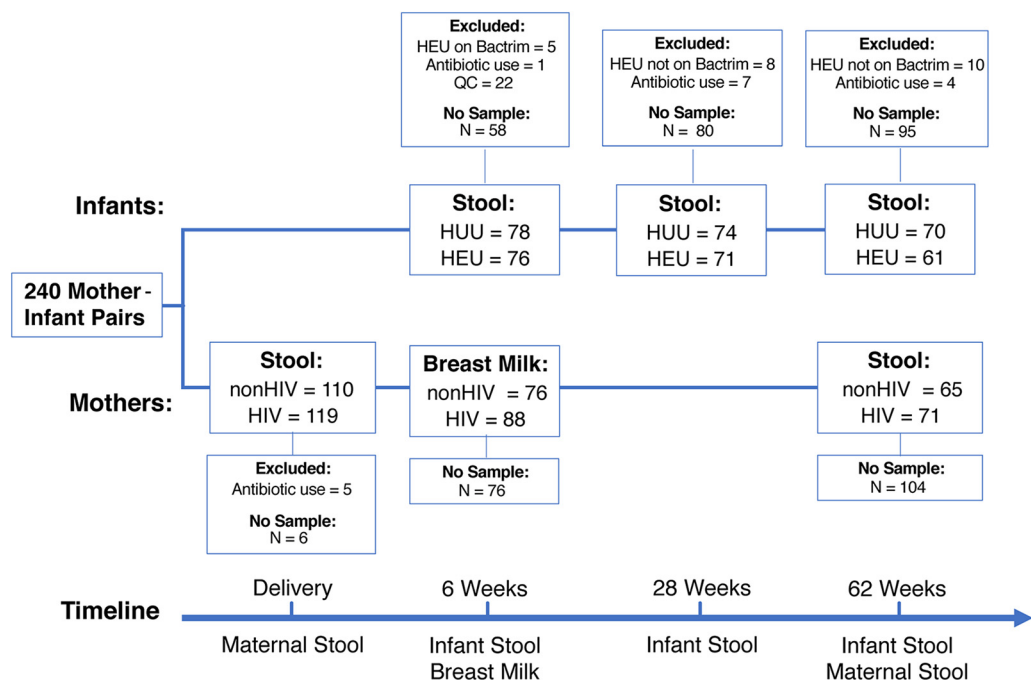 Excluded:
HEU on Bactrim = 5
Antibiotic use = 1
QC = 22
No Sample:
N = 58
Excluded:
HEU not on Bactrim = 8
Antibiotic use = 7
No Sample:
N = 80
Excluded:
HEU not on Bactrim = 10
Antibiotic use = 4
No Sample:
N = 95
Infants:
Stool:
HUU = 78
HEU = 76
Stool:
HUU = 74
HEU = 71
Stool:
HUU = 70
HEU = 61
240 Mother-
Infant Pairs
Mothers:
Stool:
nonHIV = 110
HIV = 119
Breast Milk:
nonHIV = 76
HIV = 88
Stool:
nonHIV = 65
HIV = 71
Excluded:
Antibiotic use = 5
No Sample:
N = 6
No Sample:
N = 76
No Sample:
N = 104
Timeline
Delivery
6 Weeks
28 Weeks
62 Weeks
Maternal Stool
Infant Stool
Breast Milk
Infant Stool
Infant Stool
Maternal Stool